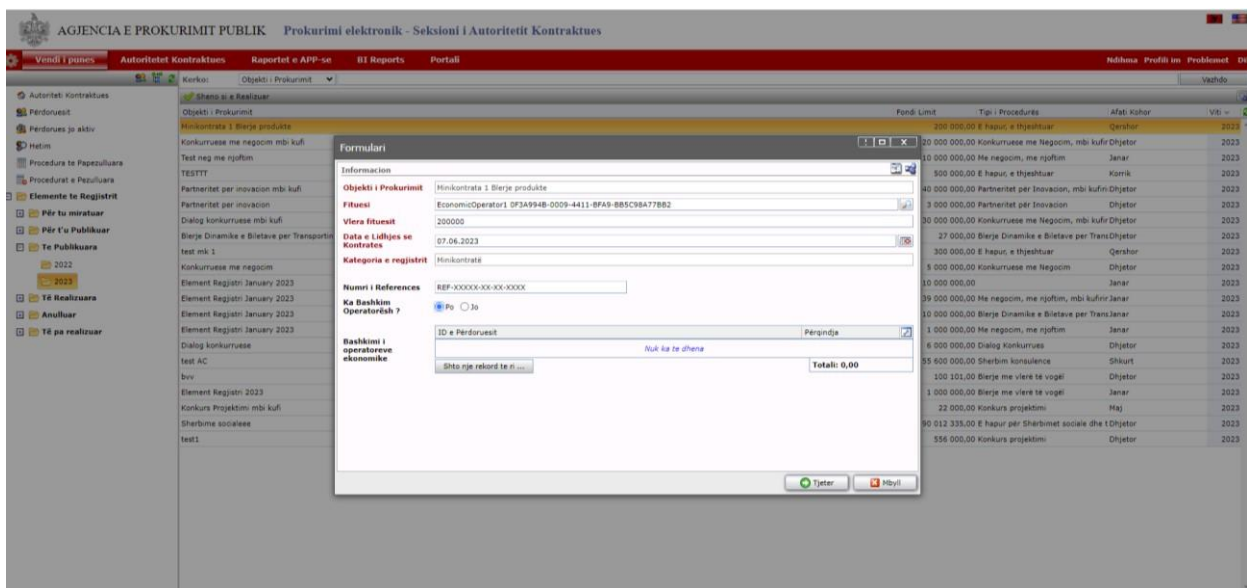 AGJENCIA E PROKURIMIT PUBLIK Prokurimi elektronik - Seksioni i Autoritetit Kontraktues
Vendi i punes Autoritetet Kontraktues Raportet e APP-se BI Reports Portali Ndihma Profili im Problemet
Kerko: Objekti i Prokurimit Vazhdo
Autoriteti Kontraktues
Përdoruesit
Përdorues jo aktiv
Hetim
Procedura te Papezulluara
Procedurat e Pezulluara
Elemente te Regjistrit
Për tu miratuar
Për t'u Publikuar
Te Publikuara
2022
2023
Të Realizuara
Anulluar
Të pa realizuar
Sheno si e Realizuar
Objekti i Prokurimit Fondi Limit Tipi i Procedurës Afati Kohor Viti
Minikontrata 1 Blerje produkte 200 000,00 E hapur, e thjeshtuar Qershor 2023
Konkurruese me negocim mbi kufi 20 000 000,00 Konkurruese me Negocim, mbi kufir Dhjetor 2023
Test neg me njoftim 10 000 000,00 Me negocim, me njoftim Janar 2023
TESTTT 500 000,00 E hapur, e thjeshtuar Korrik 2023
Partneritet per inovacion mbi kufi 40 000 000,00 Partneritet per Inovacion, mbi kufiri Dhjetor 2023
Partneritet per inovacion 3 000 000,00 Partneritet për Inovacion Dhjetor 2023
Dialog konkurruese mbi kufi 30 000 000,00 Konkurruese me Negocim, mbi kufir Dhjetor 2023
Blerje Dinamike e Biletave per Transportin 27 000,00 Blerje Dinamike e Biletave per Trans Dhjetor 2023
test mk 1 300 000,00 E hapur, e thjeshtuar Qershor 2023
Konkurruese me negocim 5 000 000,00 Konkurruese me Negocim Dhjetor 2023
Element Regjistri January 2023 10 000 000,00 Janar 2023
Element Regjistri January 2023 39 000 000,00 Me negocim, me njoftim, mbi kufirir Janar 2023
Element Regjistri January 2023 10 000 000,00 Blerje Dinamike e Biletave per Trans Janar 2023
Element Regjistri January 2023 1 000 000,00 Me negocim, me njoftim Janar 2023
Dialog konkurruese 6 000 000,00 Dialog Konkurrues Dhjetor 2023
test AC 55 600 000,00 Sherbim konsulence Shkurt 2023
bvv 100 101,00 Blerje me vlerë të vogël Dhjetor 2023
Element Regjistri 2023 1 000 000,00 Blerje me vlerë të vogël Janar 2023
Konkurs Projektimi mbi kufi 22 000,00 Konkurs projektimi Maj 2023
Sherbime socialeee 90 012 335,00 E hapur për Shërbimet sociale dhe t Dhjetor 2023
test1 556 000,00 Konkurs projektimi Dhjetor 2023
Formulari
Informacion
Objekti i Prokurimit Minikontrata 1 Blerje produkte
Fituesi EconomicOperator1 0F3A994B-0009-4411-BFA9-BB5C98A77BB2
Vlera fituesit 200000
Data e Lidhjes se
Kontrates 07.06.2023
Kategoria e regjistrit Minikontratë
Numri i References REF-XXXXX-XX-XX-XXXX
Ka Bashkim
Operatorësh ? Po Jo
Bashkimi i
operatoreve
ekonomike
ID e Përdoruesit Përqindja
Nuk ka te dhena
Shto nje rekord te ri ... Totali: 0,00
Tjeter Mbyll